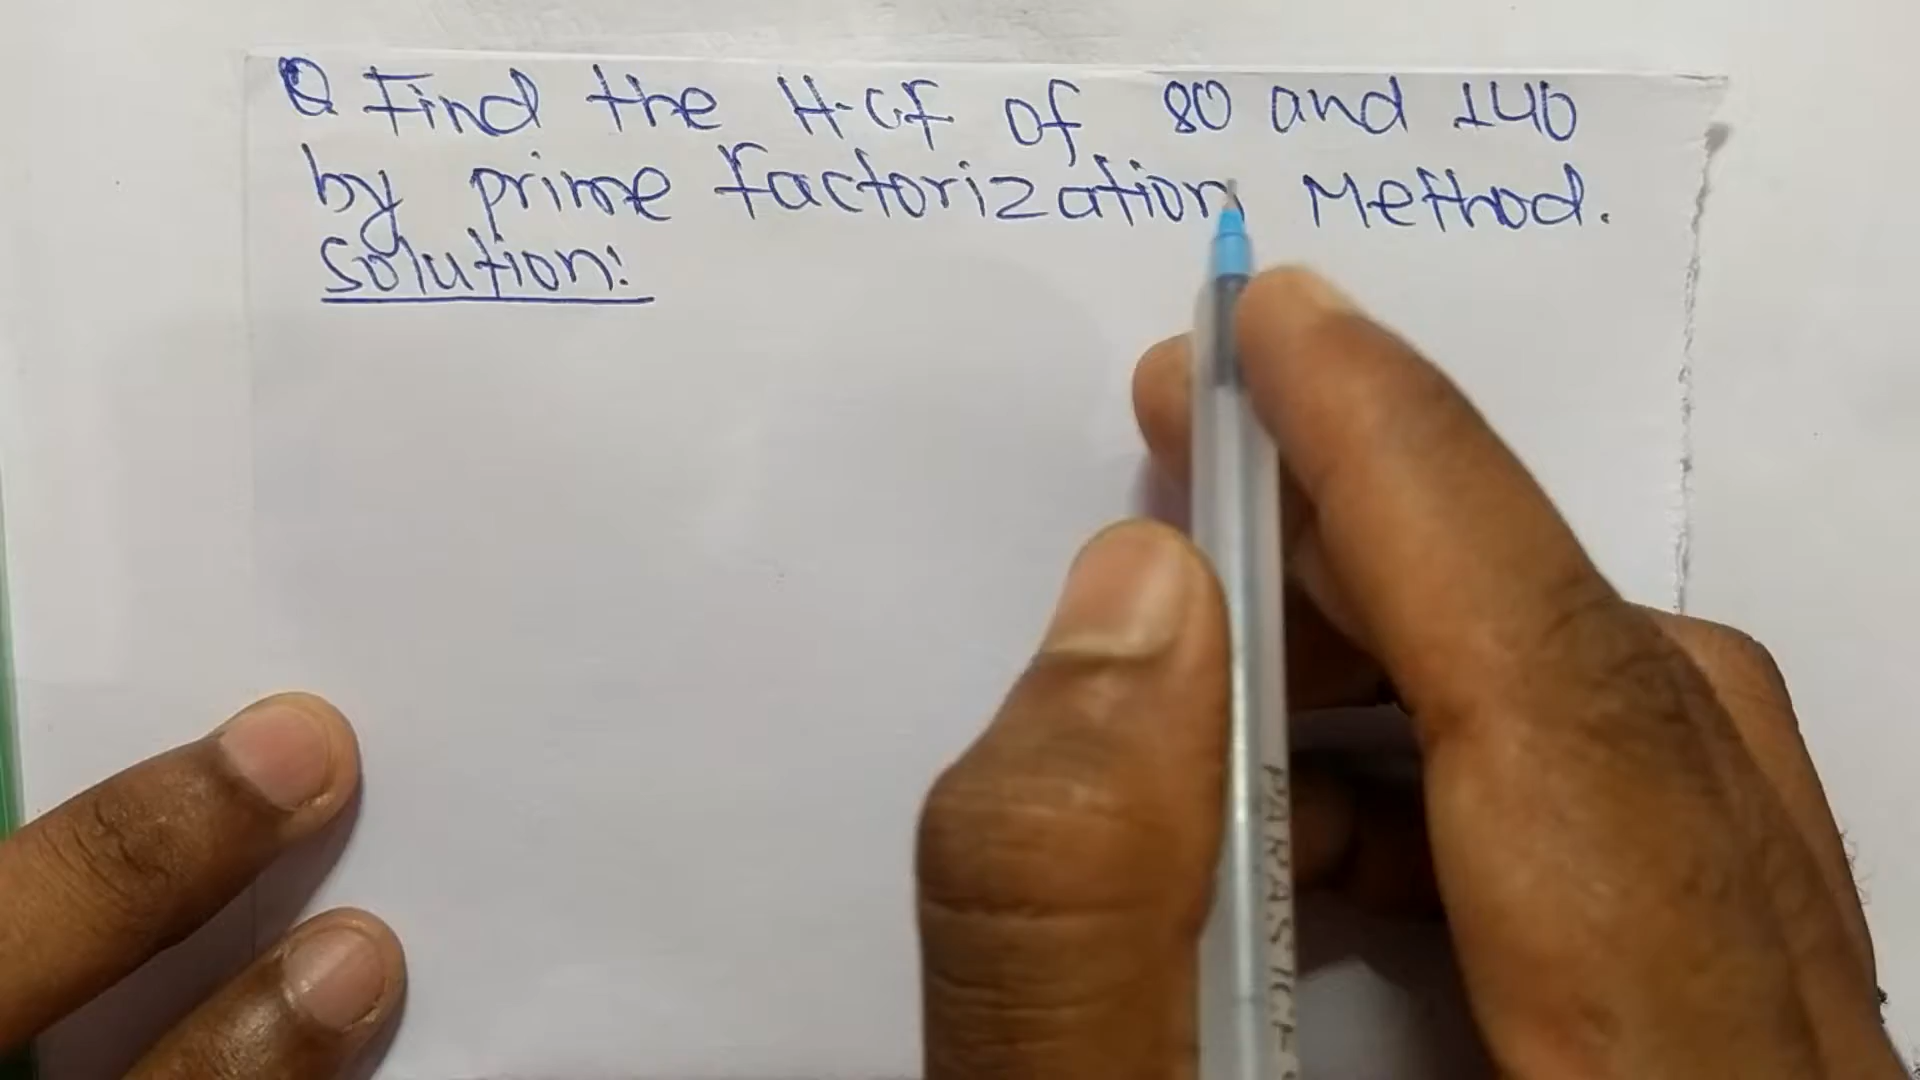 Q Find the H.C.F of 80 and 140
by prime factorization Method.
Solution: